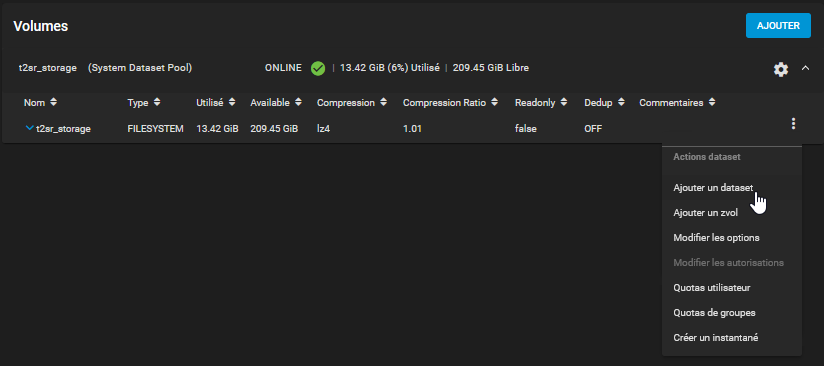 Volumes
AJOUTER
t2sr_storage (System Dataset Pool) ONLINE | 13.42 GiB (6%) Utilisé | 209.45 GiB Libre
Nom Type Utilisé Available Compression Compression Ratio Readonly Dedup Commentaires
t2sr_storage FILESYSTEM 13.42 GiB 209.45 GiB lz4 1.01 false OFF
Actions dataset
Ajouter un dataset
Ajouter un zvol
Modifier les options
Modifier les autorisations
Quotas utilisateur
Quotas de groupes
Créer un instantané